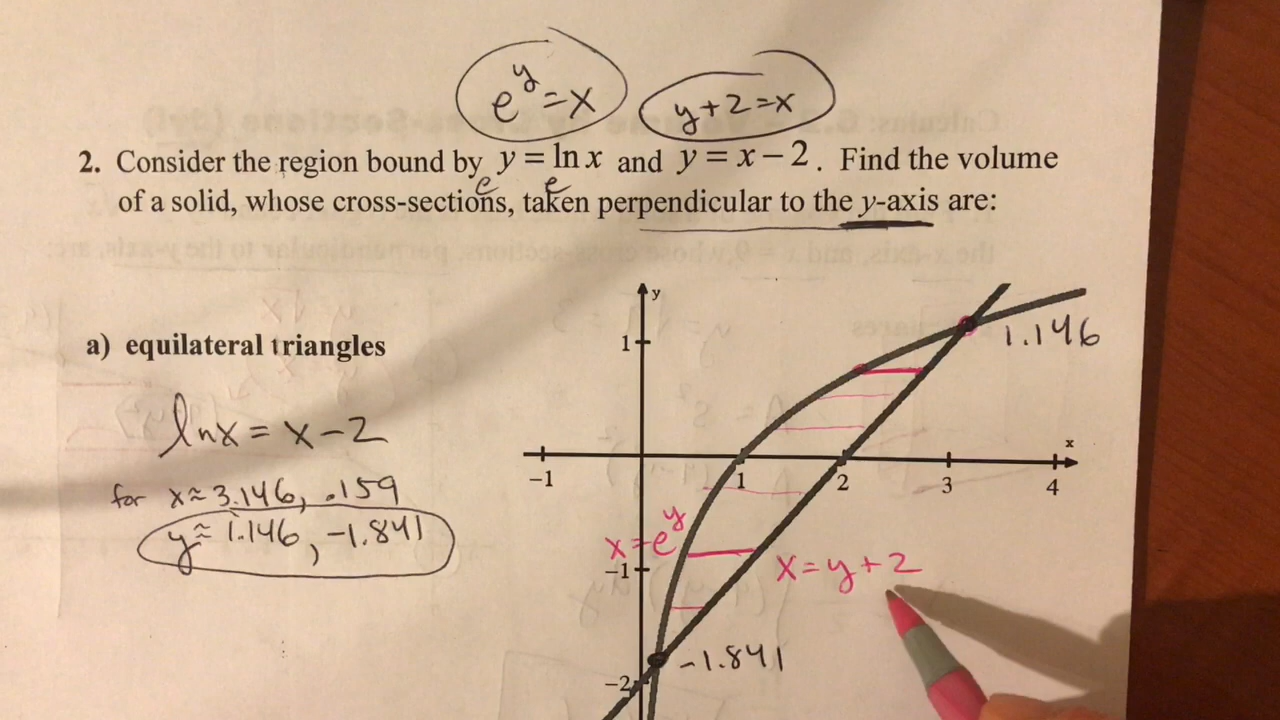 e^y = x
y + 2 = x
2. Consider the region bound by y = ln x and y = x − 2. Find the volume
e e
of a solid, whose cross-sections, taken perpendicular to the y-axis are:
a) equilateral triangles
lnx = x − 2
for x ≈ 3.146, .159
y ≈ 1.146, −1.841
y
1
1.146
x
−1
1
2
3
4
x = e^y
−1
x = y + 2
−1.841
−2